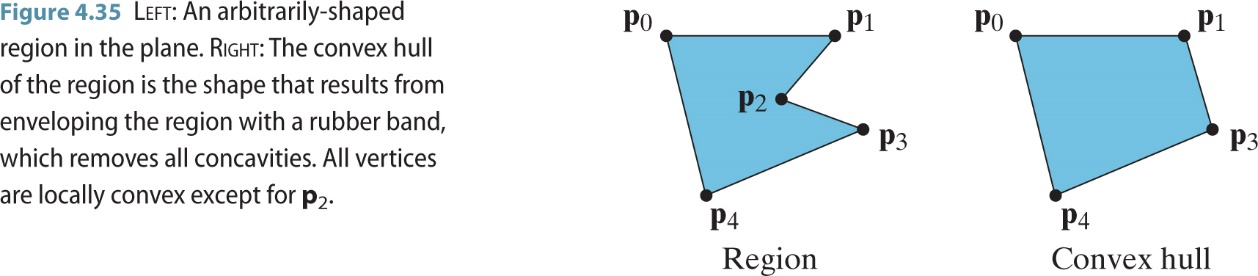 Figure 4.35 LEFT: An arbitrarily-shaped
region in the plane. RIGHT: The convex hull
of the region is the shape that results from
enveloping the region with a rubber band,
which removes all concavities. All vertices
are locally convex except for p2.
p0
p1
p2
p3
p4
Region
p0
p1
p3
p4
Convex hull